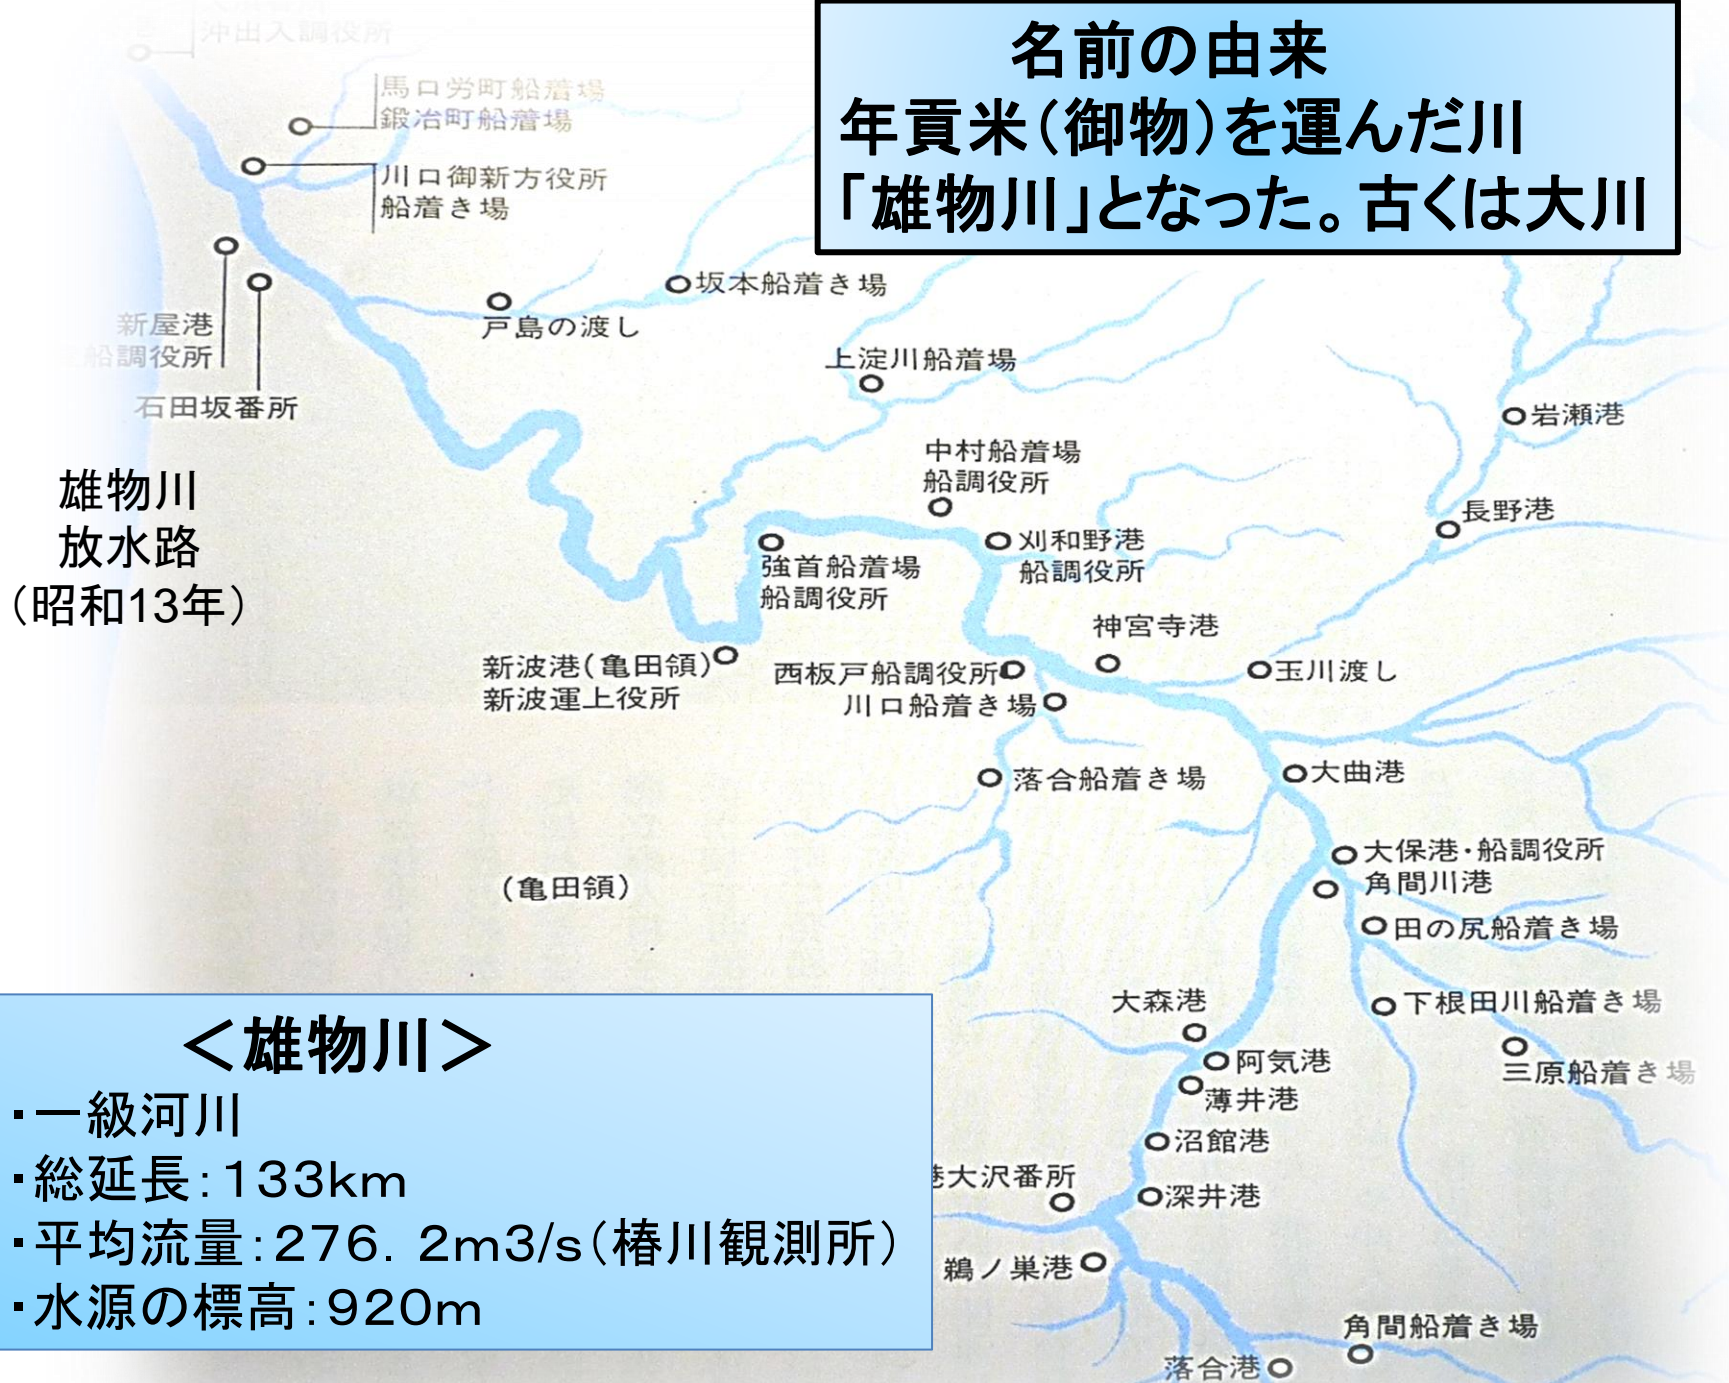 沖出入調役所
名前の由来
年貢米(御物)を運んだ川
「雄物川」となった。古くは大川
馬口労町船着場
鍛冶町船着場
川口御新方役所
船着き場
坂本船着き場
戸島の渡し
新屋港
船調役所
石田坂番所
上淀川船着場
岩瀬港
中村船着場
船調役所
長野港
雄物川
放水路
(昭和13年)
刈和野港
船調役所
強首船着場
船調役所
神宮寺港
新波港(亀田領)
新波運上役所
西板戸船調役所
川口船着き場
玉川渡し
落合船着き場
大曲港
大保港・船調役所
角間川港
(亀田領)
田の尻船着き場
大森港
下根田川船着き場
阿気港
三原船着き場
薄井港
沼館港
港大沢番所
深井港
鵜ノ巣港
角間船着き場
落合港
<雄物川>
・一級河川
・総延長:133km
・平均流量:276.2m3/s(椿川観測所)
・水源の標高:920m